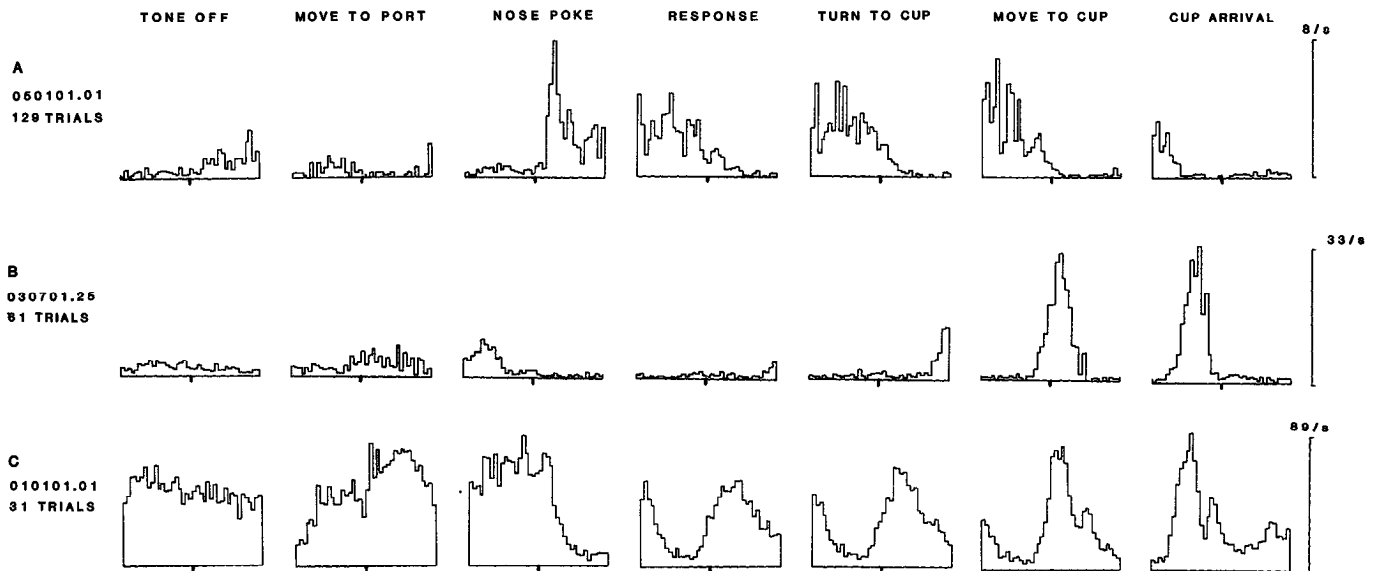 TONE OFF MOVE TO PORT NOSE POKE RESPONSE TURN TO CUP MOVE TO CUP CUP ARRIVAL
8/s
A
050101.01
129 TRIALS
33/s
B
030701.25
81 TRIALS
89/s
C
010101.01
31 TRIALS